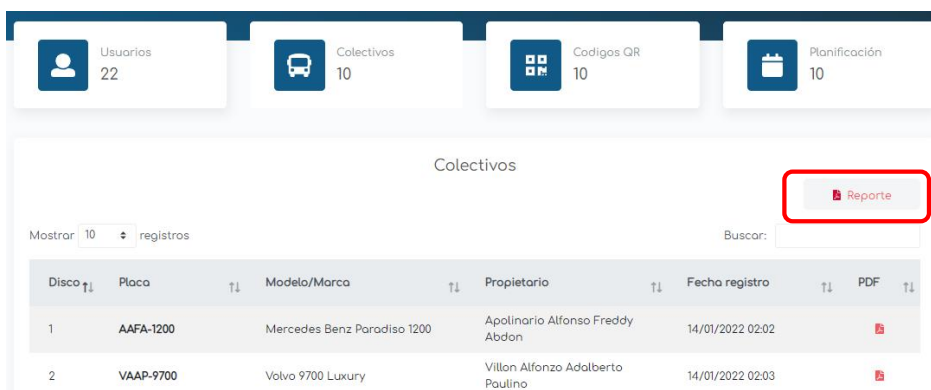 Usuarios
22
Colectivos
10
Codigos QR
10
Planificación
10
Colectivos
Reporte
Mostrar 10 registros
Buscar:
Disco Placa Modelo/Marca Propietario Fecha registro PDF
1 AAFA-1200 Mercedes Benz Paradiso 1200 Apolinario Alfonso Freddy Abdon 14/01/2022 02:02
2 VAAP-9700 Volvo 9700 Luxury Villon Alfonzo Adalberto Paulino 14/01/2022 02:03